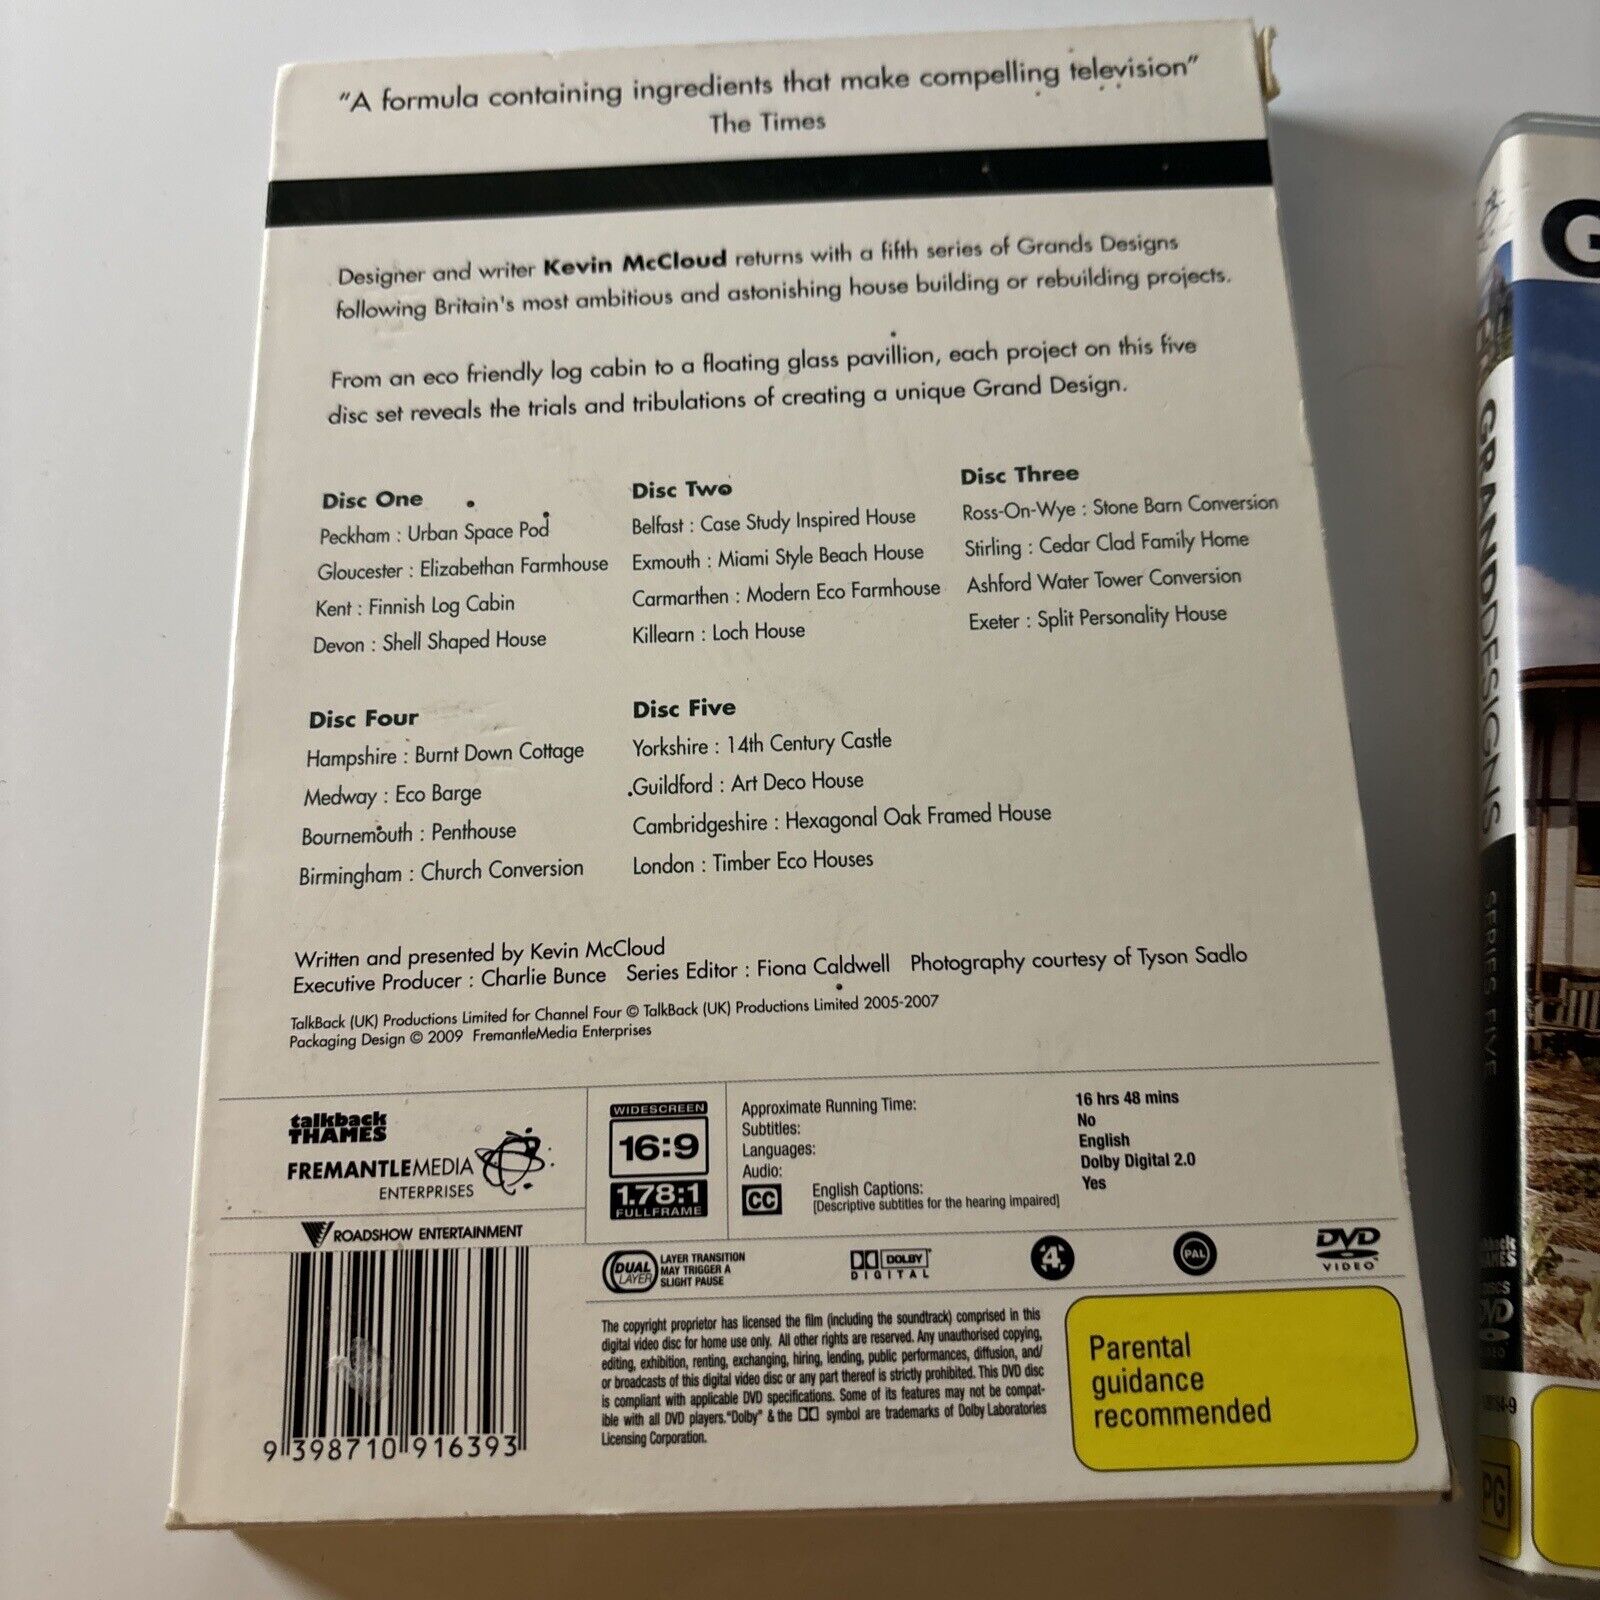 "A formula containing ingredients that make compelling television"
The Times
Designer and writer Kevin McCloud returns with a fifth series of Grands Designs
following Britain's most ambitious and astonishing house building or rebuilding projects.
From an eco friendly log cabin to a floating glass pavillion, each project on this five
disc set reveals the trials and tribulations of creating a unique Grand Design.
Disc One
Peckham : Urban Space Pod
Gloucester : Elizabethan Farmhouse
Kent : Finnish Log Cabin
Devon : Shell Shaped House
Disc Two
Belfast : Case Study Inspired House
Exmouth : Miami Style Beach House
Carmarthen : Modern Eco Farmhouse
Killearn : Loch House
Disc Three
Ross-On-Wye : Stone Barn Conversion
Stirling : Cedar Clad Family Home
Ashford Water Tower Conversion
Exeter : Split Personality House
Disc Four
Hampshire : Burnt Down Cottage
Medway : Eco Barge
Bournemouth : Penthouse
Birmingham : Church Conversion
Disc Five
Yorkshire : 14th Century Castle
Guildford : Art Deco House
Cambridgeshire : Hexagonal Oak Framed House
London : Timber Eco Houses
Written and presented by Kevin McCloud
Executive Producer : Charlie Bunce Series Editor : Fiona Caldwell Photography courtesy of Tyson Sadlo
TalkBack (UK) Productions Limited for Channel Four © TalkBack (UK) Productions Limited 2005-2007
Packaging Design © 2009 FremantleMedia Enterprises
talkback
THAMES
FREMANTLEMEDIA
ENTERPRISES
ROADSHOW ENTERTAINMENT
9 398710 916393
WIDESCREEN
16:9
1.78:1
FULLFRAME
Approximate Running Time: 16 hrs 48 mins
Subtitles: No
Languages: English
Audio: Dolby Digital 2.0
CC English Captions: Yes
[Descriptive subtitles for the hearing impaired]
DUAL LAYER
LAYER TRANSITION
MAY TRIGGER A
SLIGHT PAUSE
DOLBY
DIGITAL
4
PAL
DVD
VIDEO
The copyright proprietor has licensed the film (including the soundtrack) comprised in this
digital video disc for home use only. All other rights are reserved. Any unauthorised copying,
editing, exhibition, renting, exchanging, hiring, lending, public performances, diffusion, and/
or broadcasts of this digital video disc or any part thereof is strictly prohibited. This DVD disc
is compliant with applicable DVD specifications. Some of its features may not be compat-
ible with all DVD players. "Dolby" & the symbol are trademarks of Dolby Laboratories
Licensing Corporation.
Parental
guidance
recommended
G
GRANDDESIGNS SERIES FIVE
THAMES
DVD
VIDEO
PG